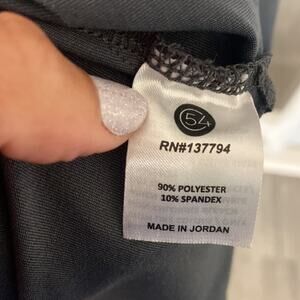 C54
RN#137794
90% POLYESTER
10% SPANDEX
MADE IN JORDAN